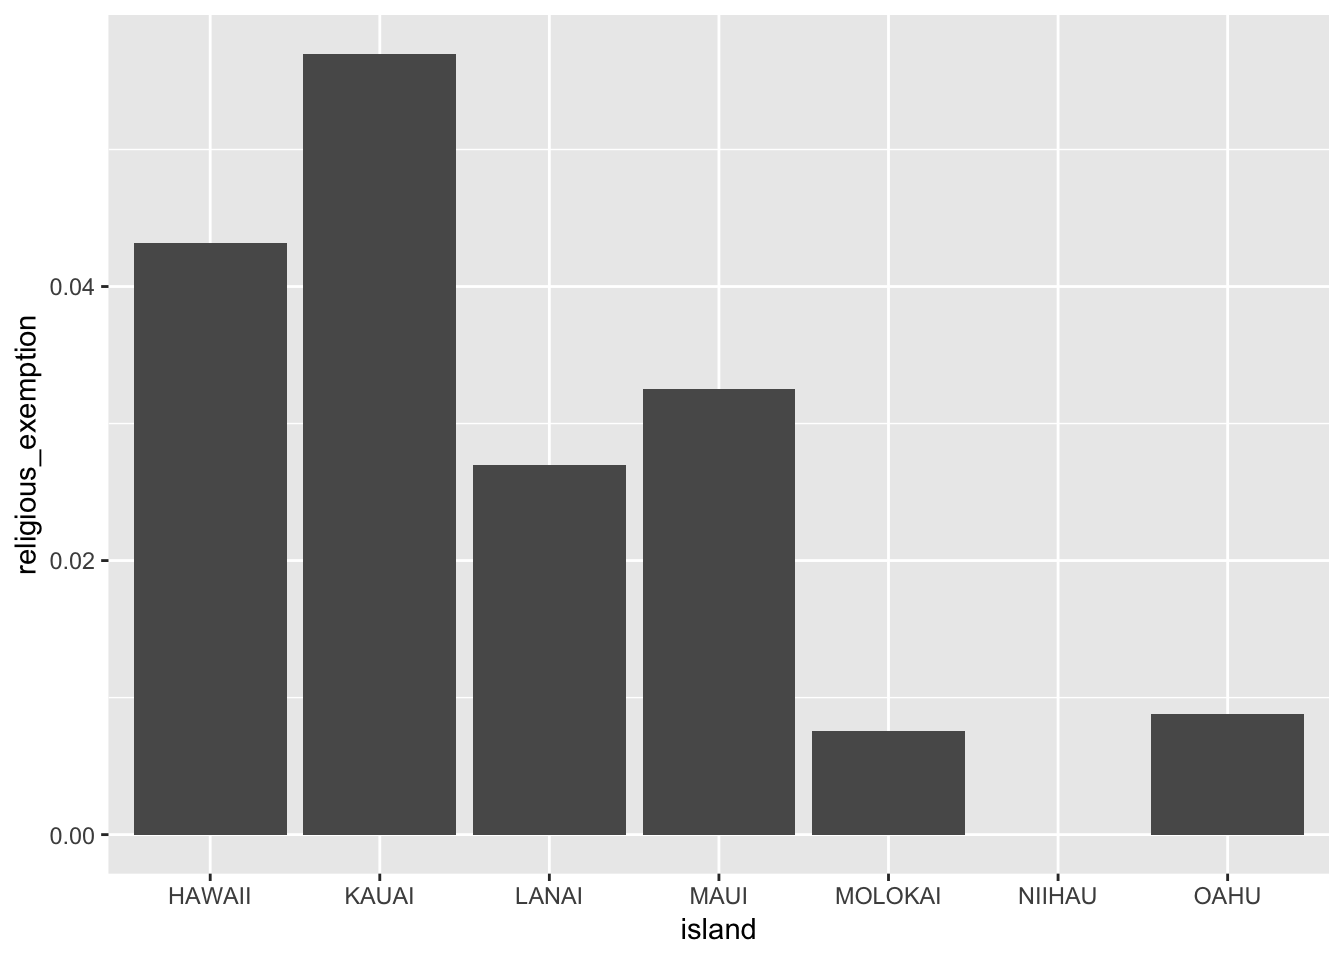 religious_exemption
0.04
0.02
0.00
HAWAII KAUAI LANAI MAUI MOLOKAI NIIHAU OAHU
island